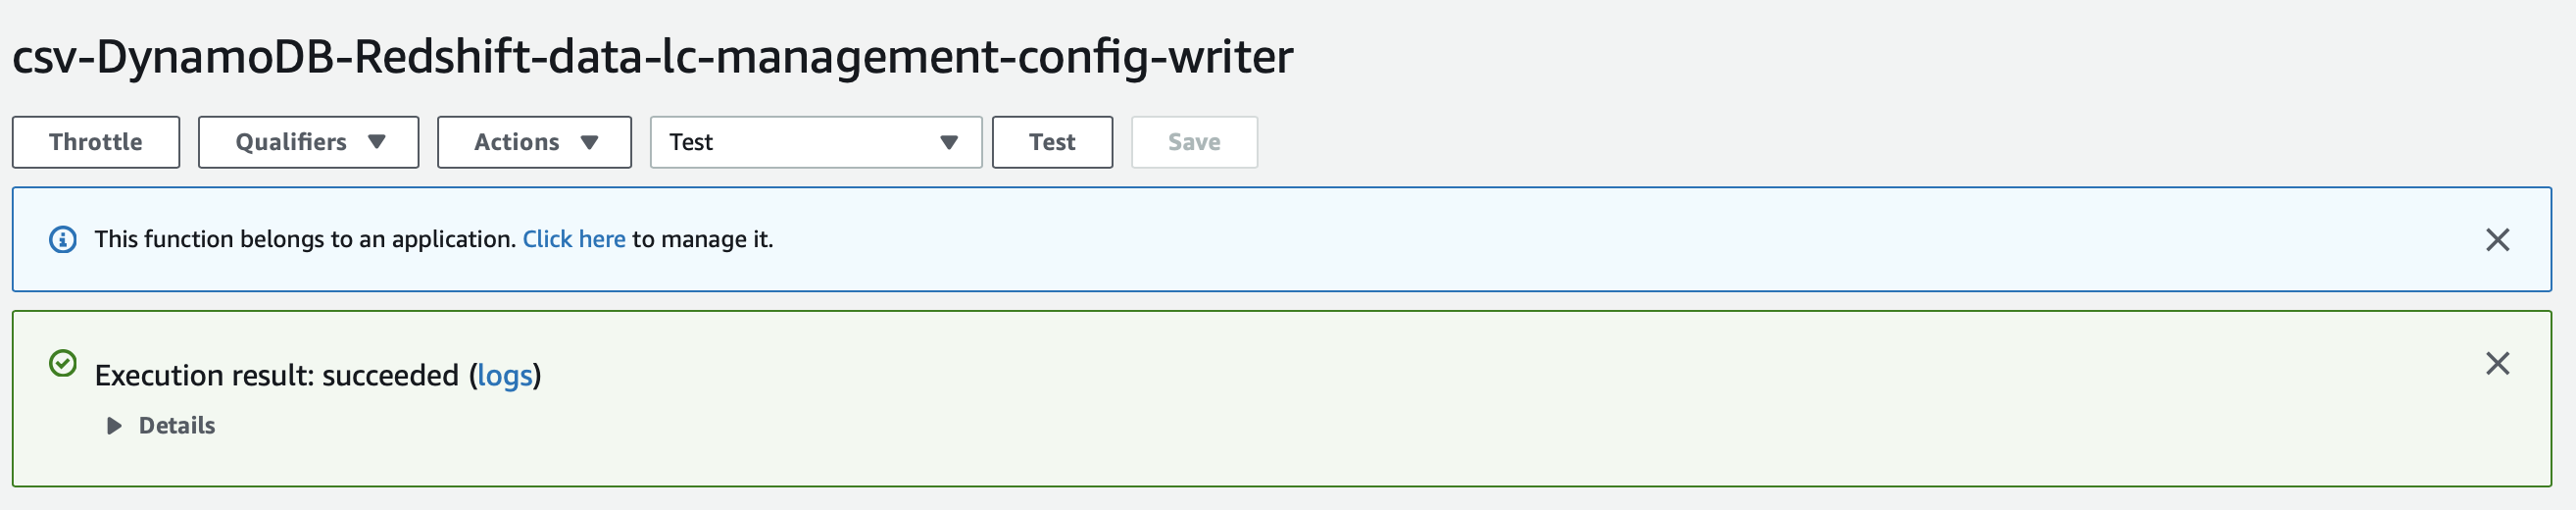 csv-DynamoDB-Redshift-data-lc-management-config-writer
Throttle Qualifiers Actions Test Test Save
This function belongs to an application. Click here to manage it.
Execution result: succeeded (logs)
Details